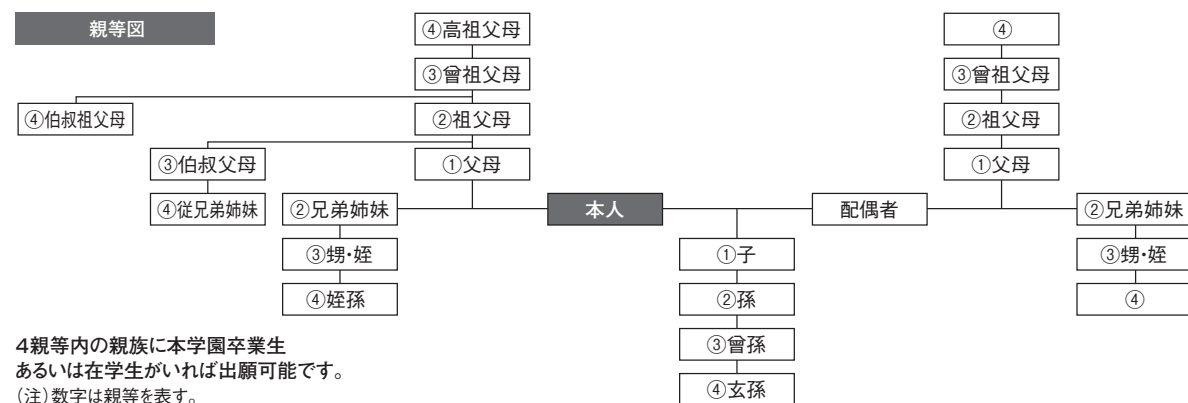 親等図
④高祖父母
④
③曾祖父母
③曾祖父母
④伯叔祖父母
②祖父母
②祖父母
③伯叔父母
①父母
①父母
④従兄弟姉妹
②兄弟姉妹
本人
配偶者
②兄弟姉妹
③甥・姪
①子
③甥・姪
④姪孫
②孫
④
③曾孫
④玄孫
4親等内の親族に本学園卒業生
あるいは在学生がいれば出願可能です。
(注)数字は親等を表す。